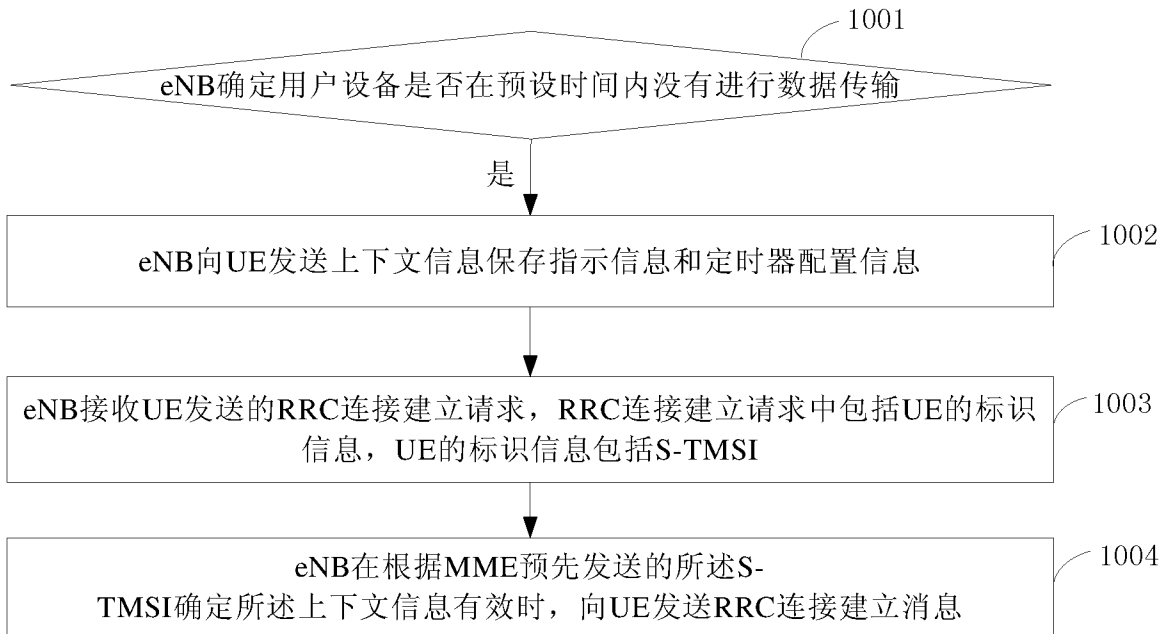 1001
eNB确定用户设备是否在预设时间内没有进行数据传输
是
1002
eNB向UE发送上下文信息保存指示信息和定时器配置信息
1003
eNB接收UE发送的RRC连接建立请求，RRC连接建立请求中包括UE的标识
信息，UE的标识信息包括S-TMSI
1004
eNB在根据MME预先发送的所述S-
TMSI确定所述上下文信息有效时，向UE发送RRC连接建立消息